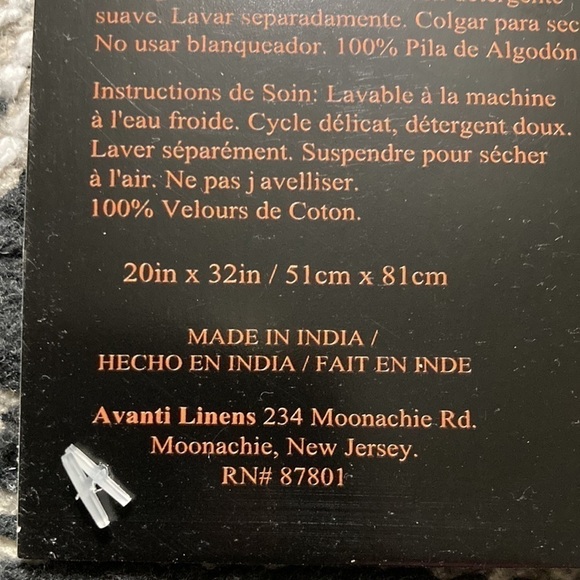 detergente
suave. Lavar separadamente. Colgar para sec
No usar blanqueador. 100% Pila de Algodón
Instructions de Soin: Lavable à la machine
à l'eau froide. Cycle délicat, détergent doux.
Laver séparément. Suspendre pour sécher
à l'air. Ne pas j avelliser.
100% Velours de Coton.
20in x 32in / 51cm x 81cm
MADE IN INDIA /
HECHO EN INDIA / FAIT EN INDE
Avanti Linens 234 Moonachie Rd.
Moonachie, New Jersey.
RN# 87801